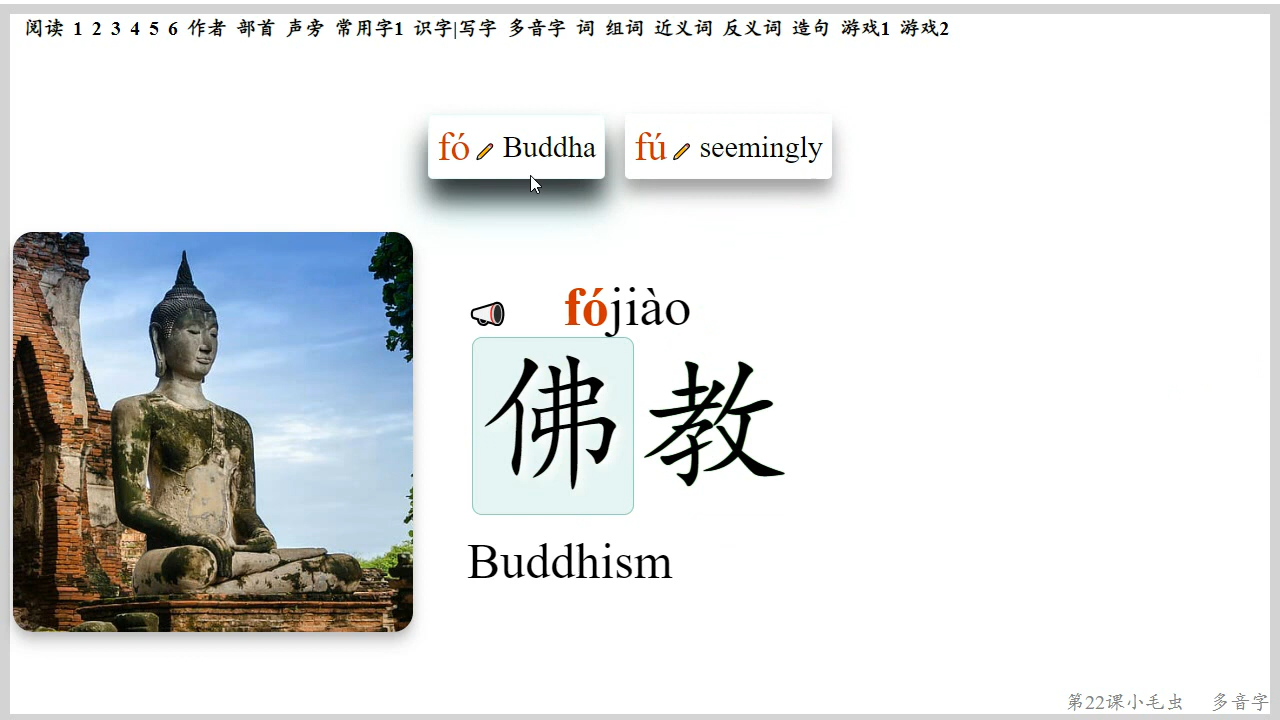 阅读 1 2 3 4 5 6 作者 部首 声旁 常用字1 识字|写字 多音字 词 组词 近义词 反义词 造句 游戏1 游戏2
fó Buddha fú seemingly
fójiào
佛教
Buddhism
第22课小毛虫 多音字